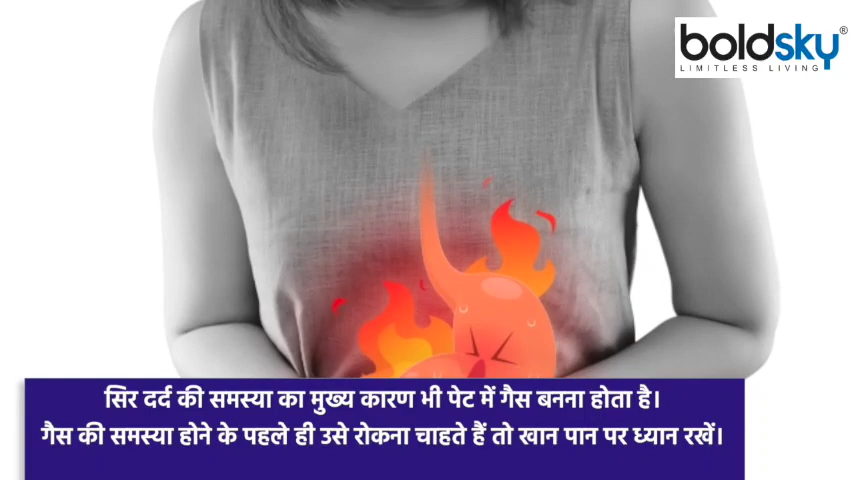 boldsky®
LIMITLESS LIVING
सिर दर्द की समस्या का मुख्य कारण भी पेट में गैस बनना होता है।
गैस की समस्या होने के पहले ही उसे रोकना चाहते हैं तो खान पान पर ध्यान रखें।